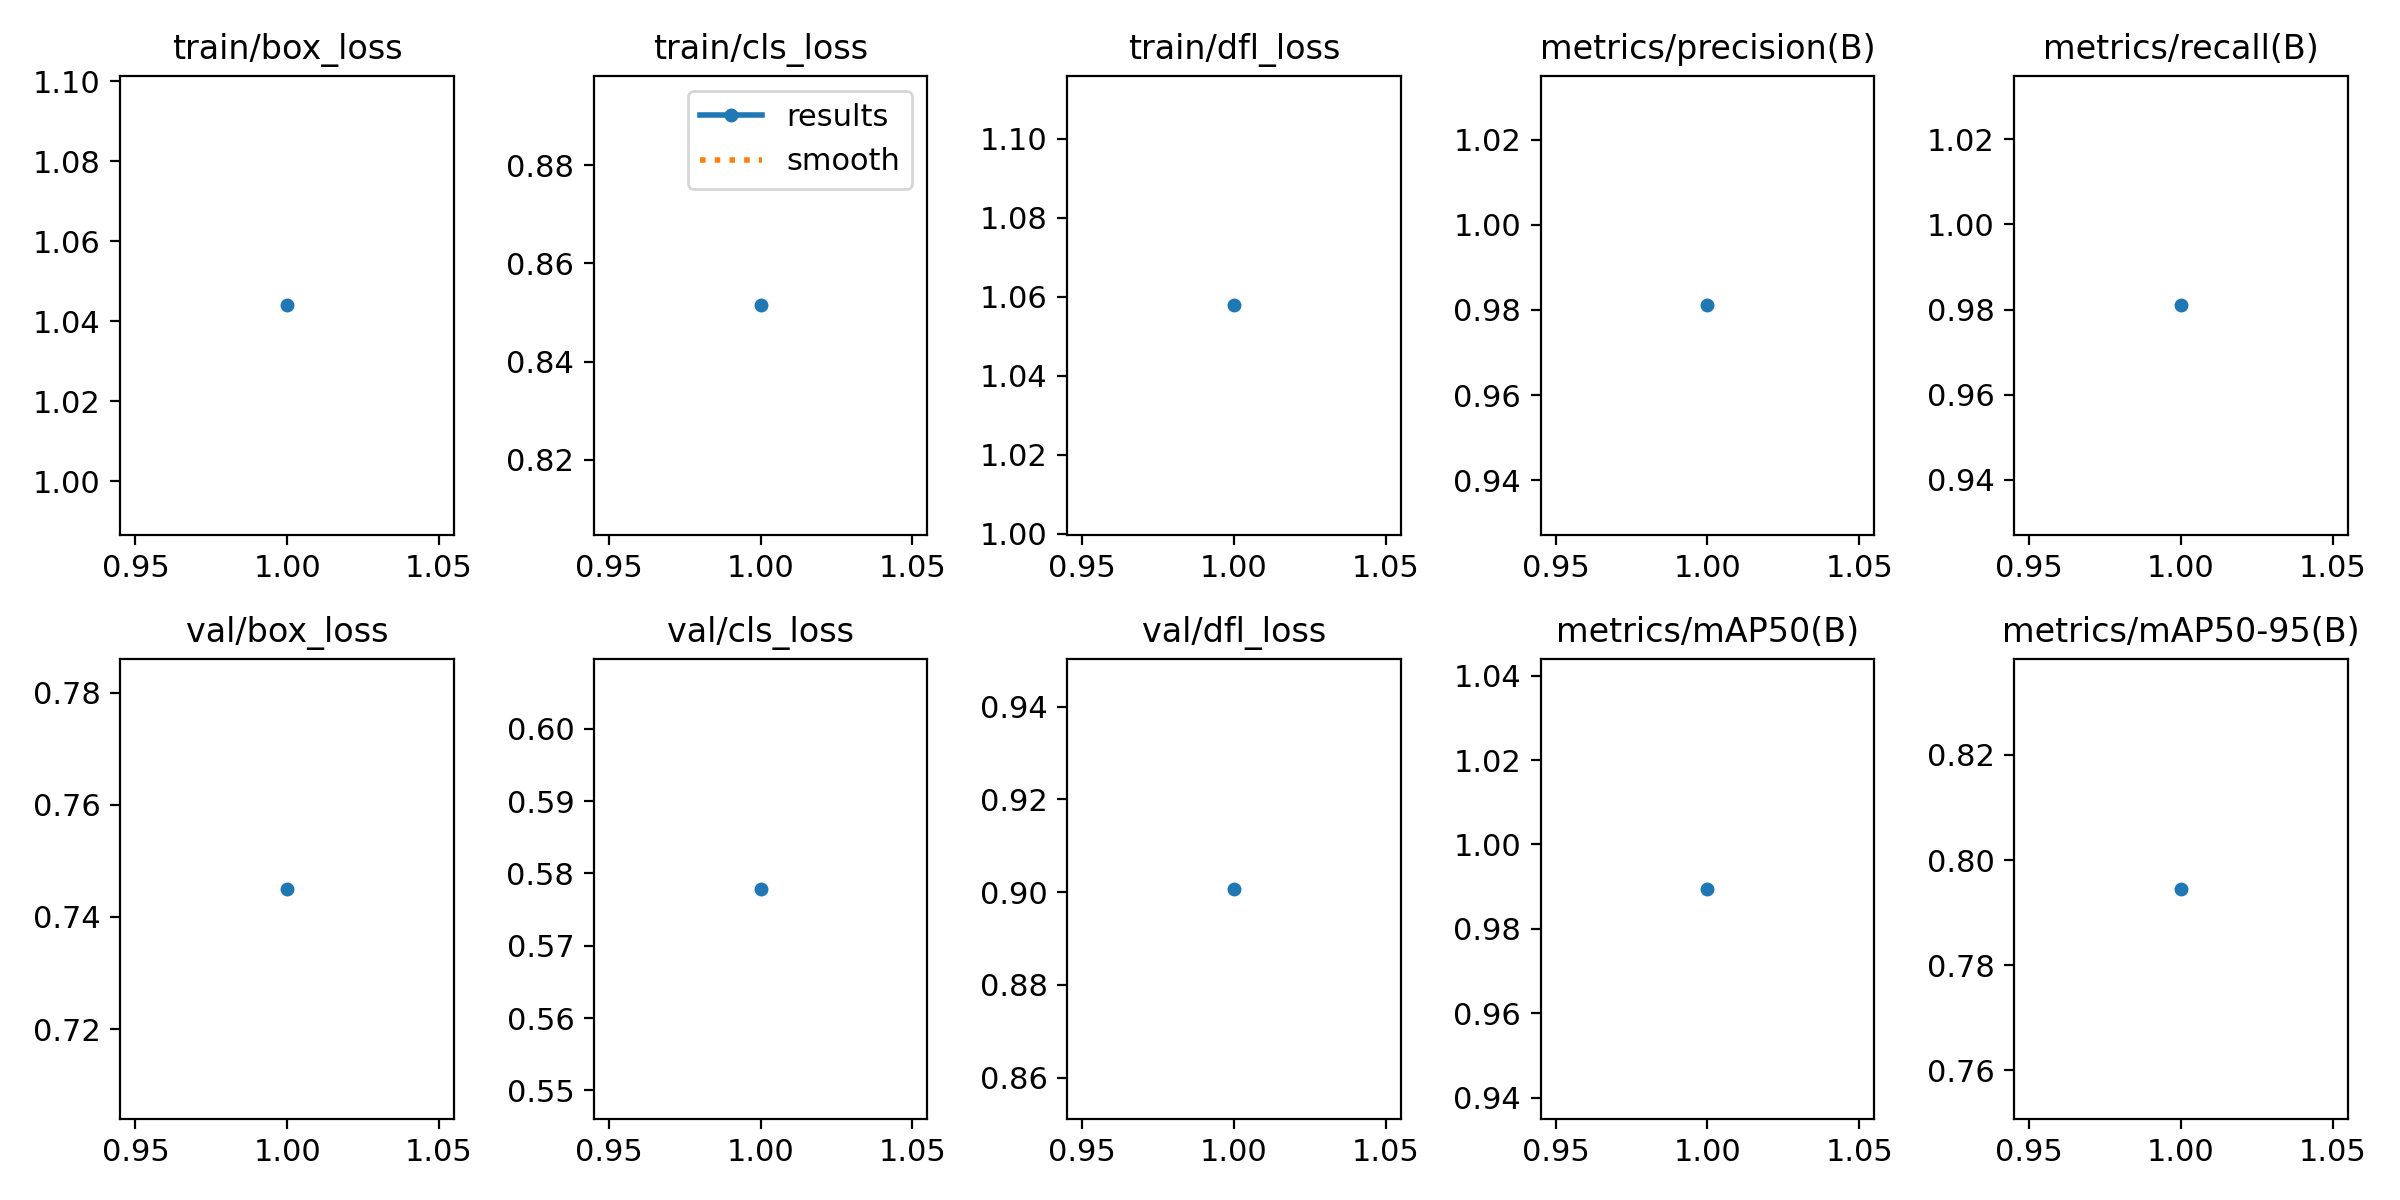 train/box_loss
1.10
1.08
1.06
1.04
1.02
1.00
0.95 1.00 1.05
train/cls_loss
results
smooth
0.88
0.86
0.84
0.82
0.95 1.00 1.05
train/dfl_loss
1.10
1.08
1.06
1.04
1.02
1.00
0.95 1.00 1.05
metrics/precision(B)
1.02
1.00
0.98
0.96
0.94
0.95 1.00 1.05
metrics/recall(B)
1.02
1.00
0.98
0.96
0.94
0.95 1.00 1.05
val/box_loss
0.78
0.76
0.74
0.72
0.95 1.00 1.05
val/cls_loss
0.60
0.59
0.58
0.57
0.56
0.55
0.95 1.00 1.05
val/dfl_loss
0.94
0.92
0.90
0.88
0.86
0.95 1.00 1.05
metrics/mAP50(B)
1.04
1.02
1.00
0.98
0.96
0.94
0.95 1.00 1.05
metrics/mAP50-95(B)
0.82
0.80
0.78
0.76
0.95 1.00 1.05